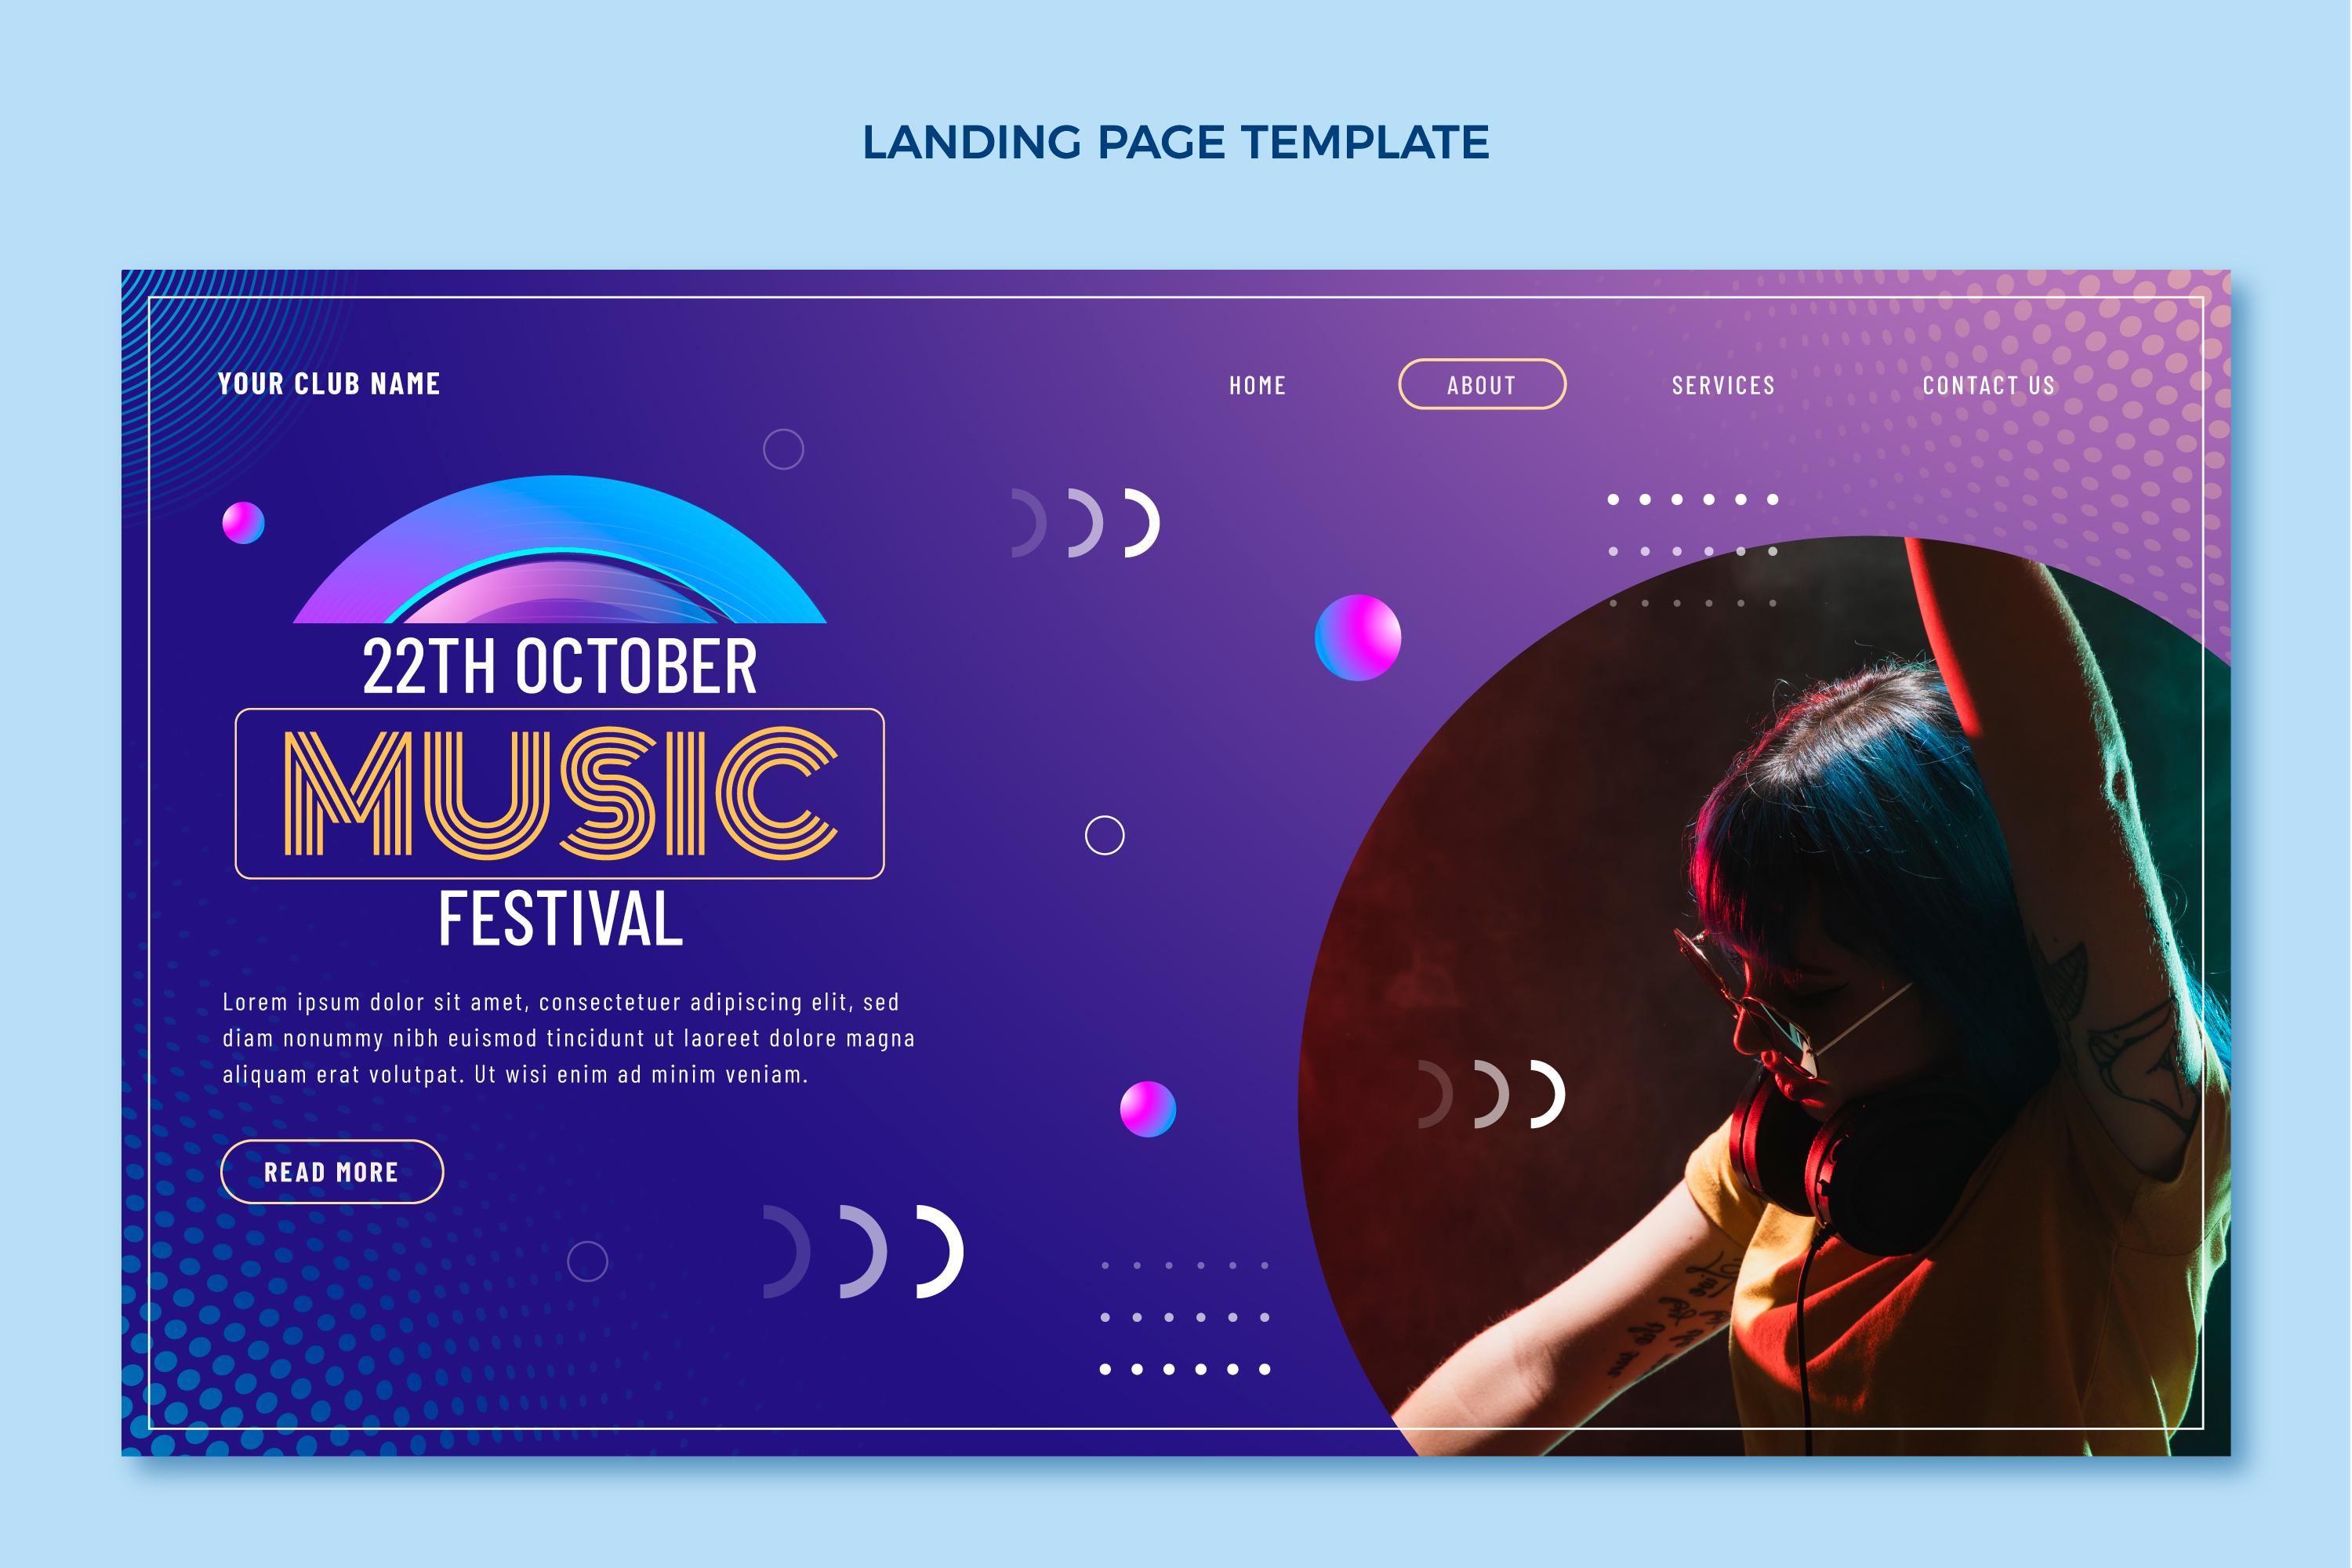 LANDING PAGE TEMPLATE
YOUR CLUB NAME
HOME
ABOUT
SERVICES
CONTACT US
22TH OCTOBER
MUSIC
FESTIVAL
Lorem ipsum dolor sit amet, consectetuer adipiscing elit, sed
diam nonummy nibh euismod tincidunt ut laoreet dolore magna
aliquam erat volutpat. Ut wisi enim ad minim veniam.
READ MORE